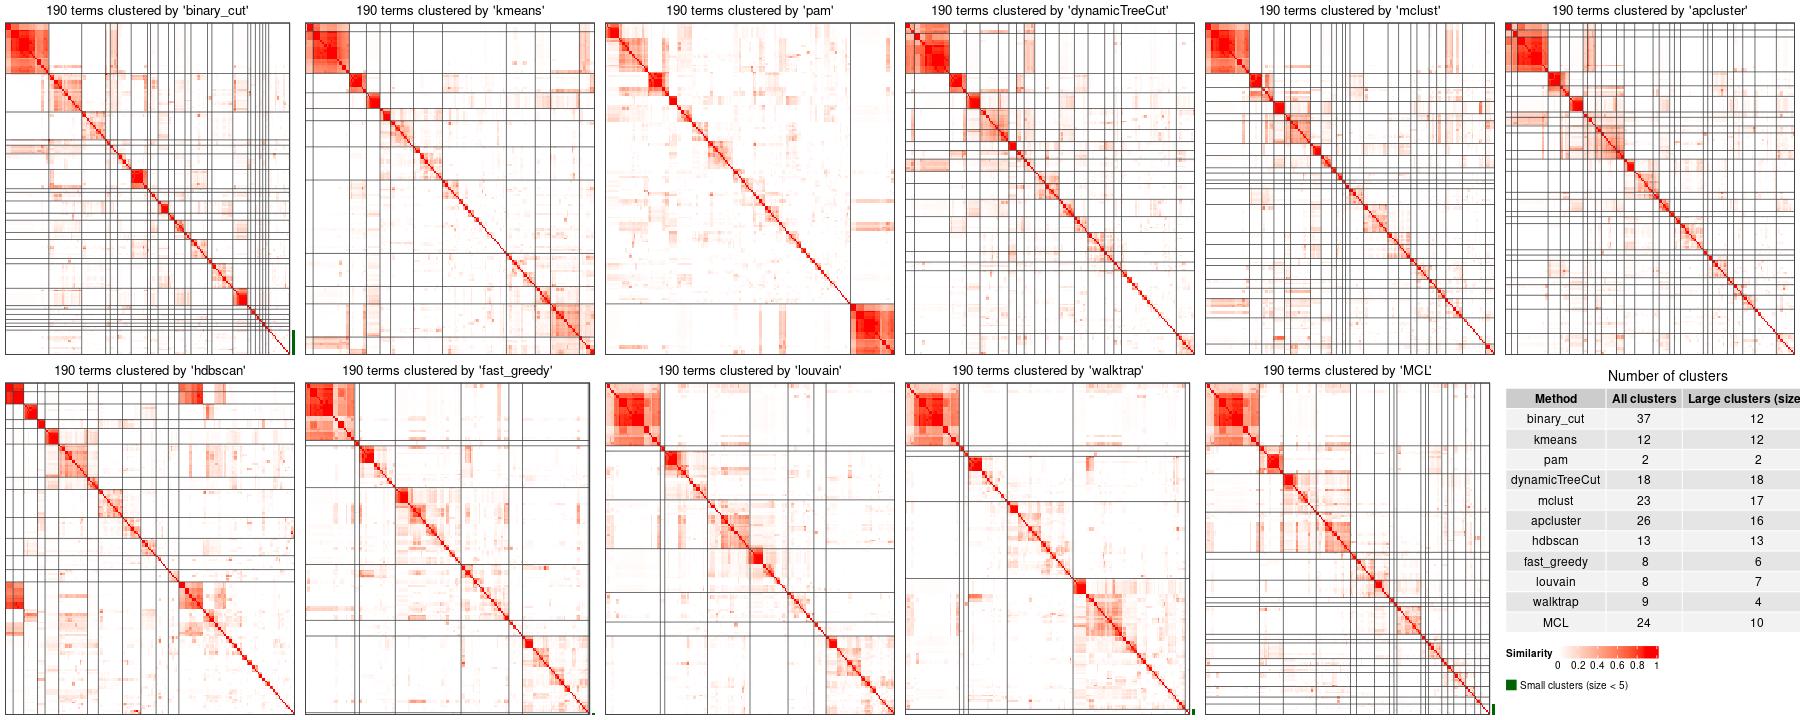 190 terms clustered by 'binary_cut'
190 terms clustered by 'kmeans'
190 terms clustered by 'pam'
190 terms clustered by 'dynamicTreeCut'
190 terms clustered by 'mclust'
190 terms clustered by 'apcluster'
190 terms clustered by 'hdbscan'
190 terms clustered by 'fast_greedy'
190 terms clustered by 'louvain'
190 terms clustered by 'walktrap'
190 terms clustered by 'MCL'
Number of clusters
Method All clusters Large clusters (size
binary_cut 37 12
kmeans 12 12
pam 2 2
dynamicTreeCut 18 18
mclust 23 17
apcluster 26 16
hdbscan 13 13
fast_greedy 8 6
louvain 8 7
walktrap 9 4
MCL 24 10
Similarity
0 0.2 0.4 0.6 0.8 1
Small clusters (size < 5)